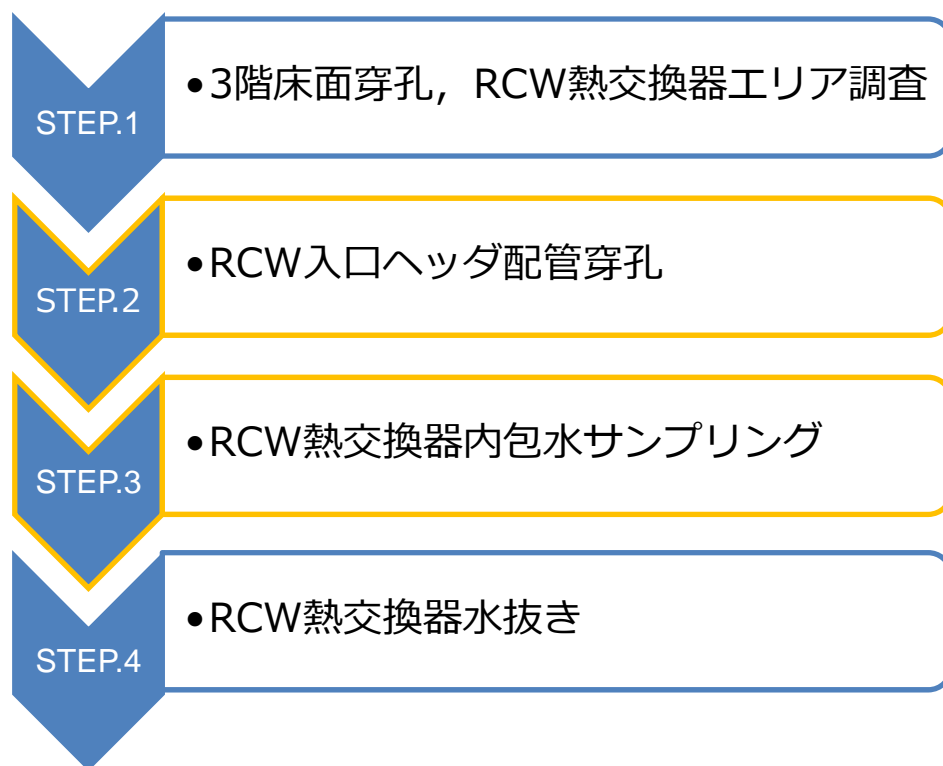 STEP.1
•3階床面穿孔，RCW熱交換器エリア調査
STEP.2
•RCW入口ヘッダ配管穿孔
STEP.3
•RCW熱交換器内包水サンプリング
STEP.4
•RCW熱交換器水抜き